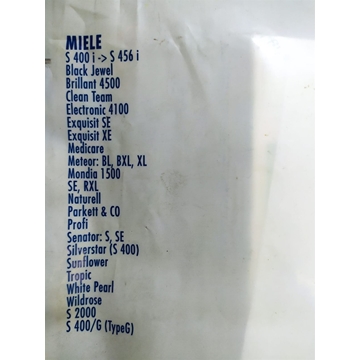 MIELE
S 400 i -> S 456 i
Black Jewel
Brillant 4500
Clean Team
Electronic 4100
Exquisit SE
Exquisit XE
Medicare
Meteor: BL, BXL, XL
Mondia 1500
SE, RXL
Naturell
Parkett & CO
Profi
Senator: S, SE
Silverstar (S 400)
Sunflower
Tropic
White Pearl
Wildrose
S 2000
S 400/G (TypeG)